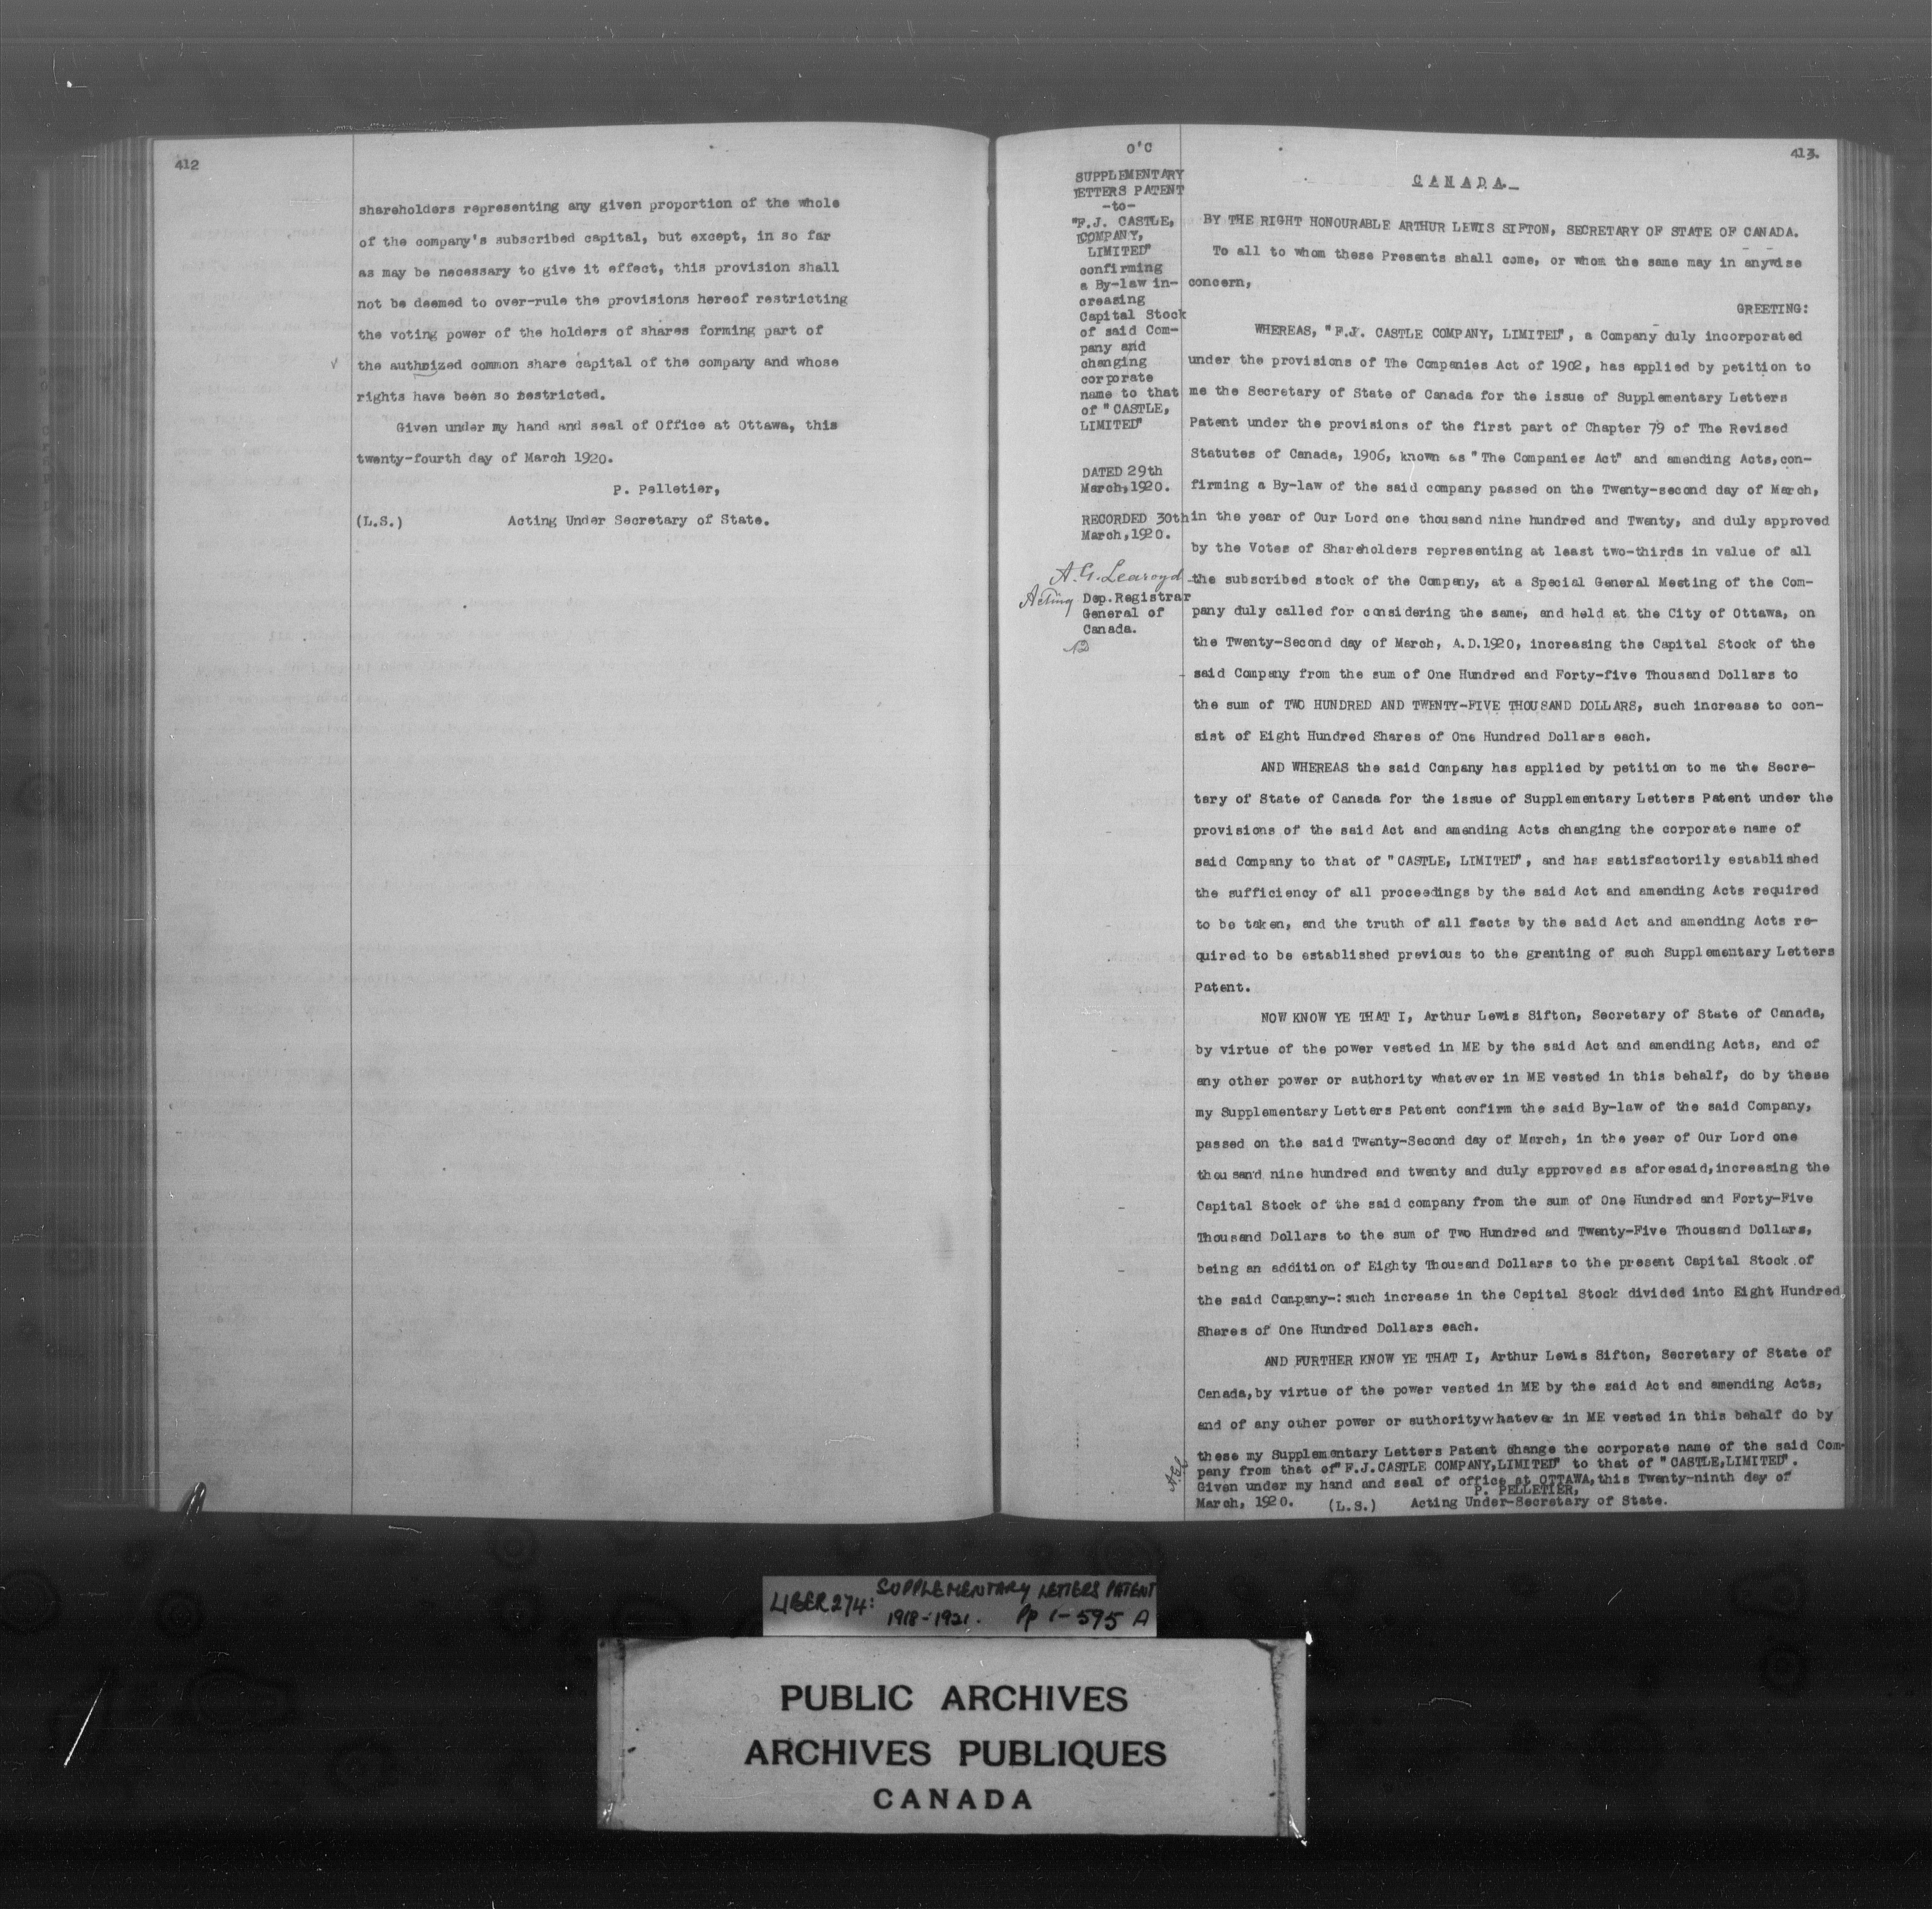 412
shareholders representing any given proportion of the whole
of the company's subscribed capital, but except, in so far
as may be necessary to give it effect, this provision shall
not be deemed to over-rule the provisions hereof restricting
the voting power of the holders of shares forming part of
the authroized common share capital of the company and whose
rights have been so restricted.
Given under my hand and seal of Office at Ottawa, this
twenty-fourth day of March 1920.
P. Pelletier,
(L.S.) Acting Under Secretary of State.
413.
O'C
SUPPLEMENTARY
LETTERS PATENT
-to-
"F.J. CASTLE,
COMPANY,
LIMITED"
confirming
a By-law in-
creasing
Capital Stock
of said Com-
pany and
changing
corporate
name to that
of "CASTLE,
LIMITED"
DATED 29th
March, 1920.
RECORDED 30th
March, 1920.
A. G. Learoyd
Acting Dep. Registrar
General of
Canada.
CANADA
BY THE RIGHT HONOURABLE ARTHUR LEWIS SIFTON, SECRETARY OF STATE OF CANADA.
To all to whom these Presents shall come, or whom the same may in anywise
concern,
GREETING:
WHEREAS, "F.J. CASTLE COMPANY, LIMITED", a Company duly incorporated
under the provisions of The Companies Act of 1902, has applied by petition to
me the Secretary of State of Canada for the issue of Supplementary Letters
Patent under the provisions of the first part of Chapter 79 of The Revised
Statutes of Canada, 1906, known as "The Companies Act" and amending Acts, con-
firming a By-law of the said company passed on the Twenty-second day of March,
in the year of Our Lord one thousand nine hundred and Twenty, and duly approved
by the Votes of Shareholders representing at least two-thirds in value of all
the subscribed stock of the Company, at a Special General Meeting of the Com-
pany duly called for considering the same, and held at the City of Ottawa, on
the Twenty-Second day of March, A.D.1920, increasing the Capital Stock of the
said Company from the sum of One Hundred and Forty-five Thousand Dollars to
the sum of TWO HUNDRED AND TWENTY-FIVE THOUSAND DOLLARS, such increase to con-
sist of Eight Hundred Shares of One Hundred Dollars each.
AND WHEREAS the said Company has applied by petition to me the Secre-
tary of State of Canada for the issue of Supplementary Letters Patent under the
provisions of the said Act and amending Acts changing the corporate name of
said Company to that of "CASTLE, LIMITED", and has satisfactorily established
the sufficiency of all proceedings by the said Act and amending Acts required
to be taken, and the truth of all facts by the said Act and amending Acts re-
quired to be established previous to the granting of such Supplementary Letters
Patent.
NOW KNOW YE THAT I, Arthur Lewis Sifton, Secretary of State of Canada,
by virtue of the power vested in ME by the said Act and amending Acts, and of
any other power or authority whatever in ME vested in this behalf, do by these
my Supplementary Letters Patent confirm the said By-law of the said Company,
passed on the said Twenty-Second day of March, in the year of Our Lord one
thousand nine hundred and twenty and duly approved as aforesaid, increasing the
Capital Stock of the said company from the sum of One Hundred and Forty-Five
Thousand Dollars to the sum of Two Hundred and Twenty-Five Thousand Dollars,
being an addition of Eighty Thousand Dollars to the present Capital Stock of
the said Company-: such increase in the Capital Stock divided into Eight Hundred
Shares of One Hundred Dollars each.
AND FURTHER KNOW YE THAT I, Arthur Lewis Sifton, Secretary of State of
Canada, by virtue of the power vested in ME by the said Act and amending Acts,
and of any other power or authority whatever in ME vested in this behalf do by
these my Supplementary Letters Patent change the corporate name of the said Com-
pany from that of "F.J.CASTLE COMPANY, LIMITED" to that of "CASTLE, LIMITED".
Given under my hand and seal of office at OTTAWA, this Twenty-ninth day of
P. PELLETIER,
March, 1920. (L.S.) Acting Under-Secretary of State.
LIBER 274: SUPPLEMENTARY LETTERS PATENT
1918-1921. Pp 1-595 A
PUBLIC ARCHIVES
ARCHIVES PUBLIQUES
CANADA